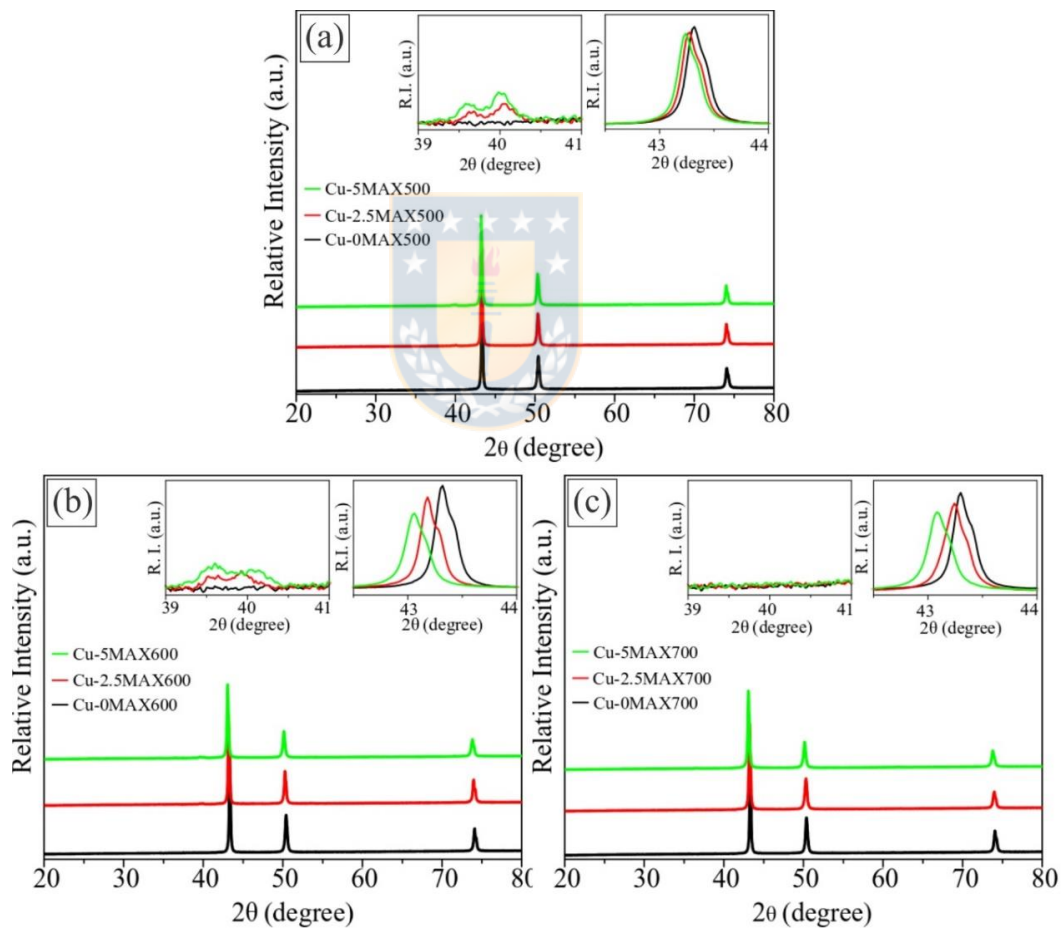 (a)
R.I. (a.u.)
39 40 41
2θ (degree)
R.I. (a.u.)
43 44
2θ (degree)
Relative Intensity (a.u.)
Cu-5MAX500
Cu-2.5MAX500
Cu-0MAX500
20 30 40 50 60 70 80
2θ (degree)
(b)
R. I. (a.u.)
39 40 41
2θ (degree)
R. I. (a.u.)
43 44
2θ (degree)
Relative Intensity (a.u.)
Cu-5MAX600
Cu-2.5MAX600
Cu-0MAX600
20 30 40 50 60 70 80
2θ (degree)
(c)
R. I. (a.u.)
39 40 41
2θ (degree)
R. I. (a.u.)
43 44
2θ (degree)
Relative Intensity (a.u.)
Cu-5MAX700
Cu-2.5MAX700
Cu-0MAX700
20 30 40 50 60 70 80
2θ (degree)